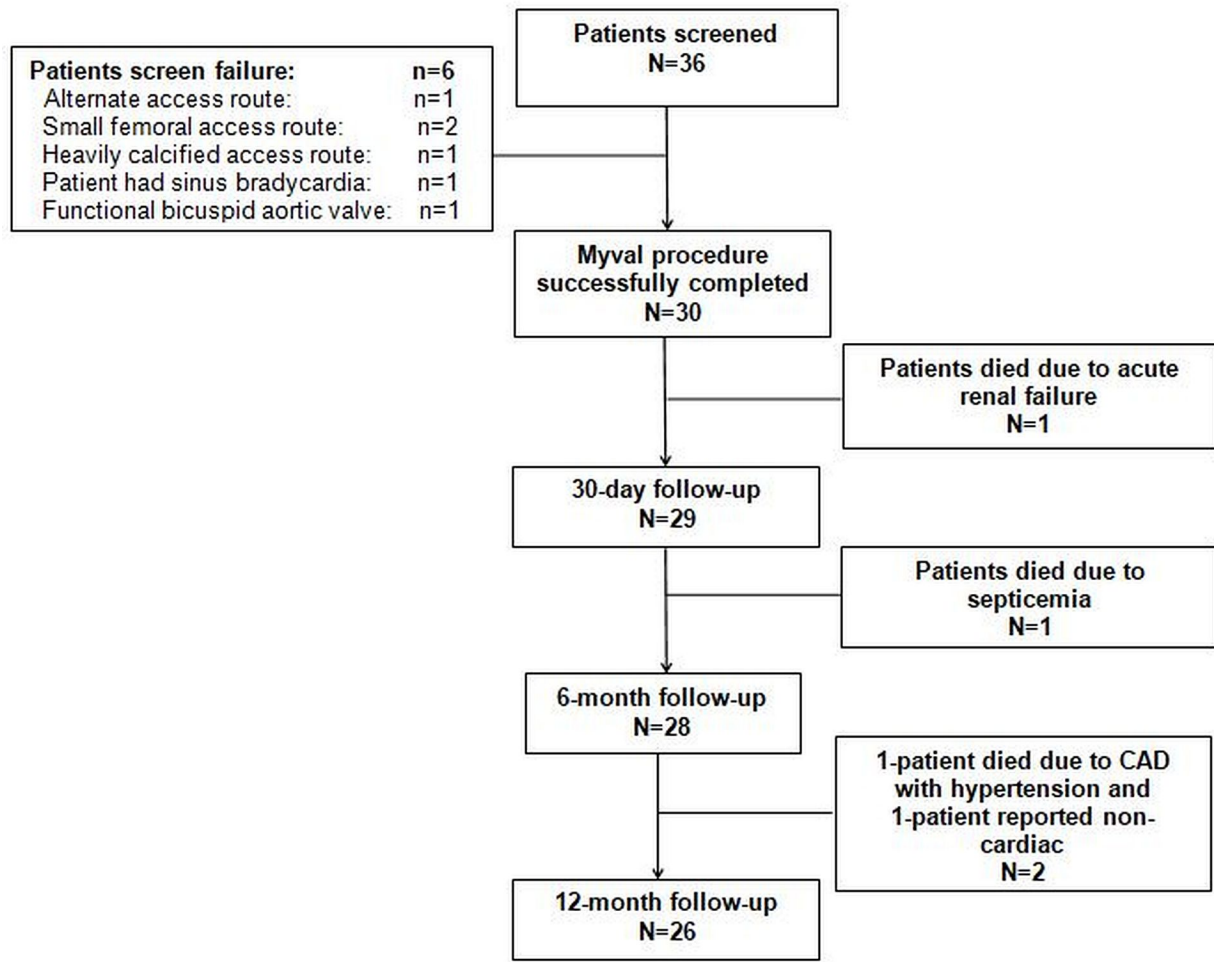 Patients screened
N=36
Patients screen failure: n=6
Alternate access route: n=1
Small femoral access route: n=2
Heavily calcified access route: n=1
Patient had sinus bradycardia: n=1
Functional bicuspid aortic valve: n=1
Myval procedure
successfully completed
N=30
Patients died due to acute
renal failure
N=1
30-day follow-up
N=29
Patients died due to
septicemia
N=1
6-month follow-up
N=28
1-patient died due to CAD
with hypertension and
1-patient reported non-
cardiac
N=2
12-month follow-up
N=26